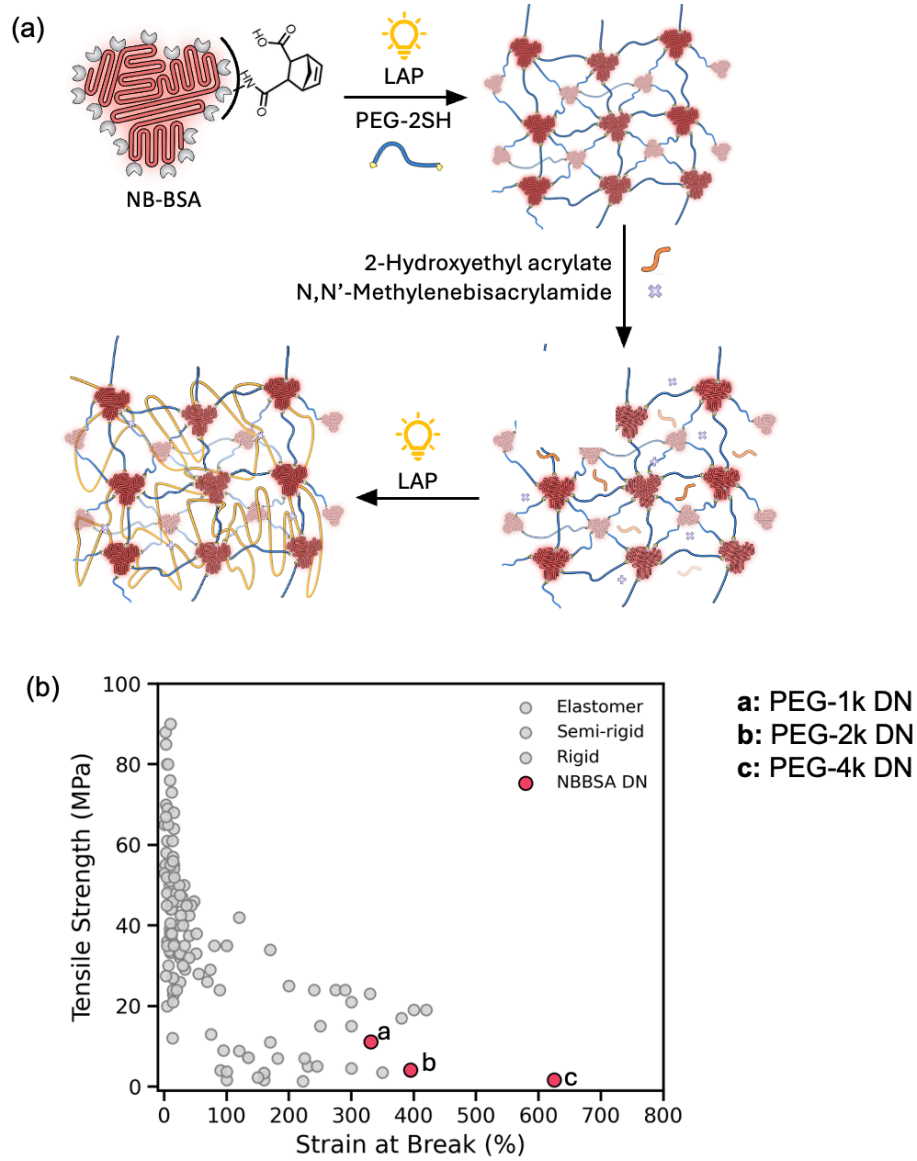 (a)
HO
O
HN
O
NB-BSA
LAP
PEG-2SH
2-Hydroxyethyl acrylate
N,N’-Methylenebisacrylamide
LAP
(b)
100
80
60
40
20
0
Tensile Strength (MPa)
Elastomer
Semi-rigid
Rigid
NBBSA DN
a
b
c
0 100 200 300 400 500 600 700 800
Strain at Break (%)
a: PEG-1k DN
b: PEG-2k DN
c: PEG-4k DN